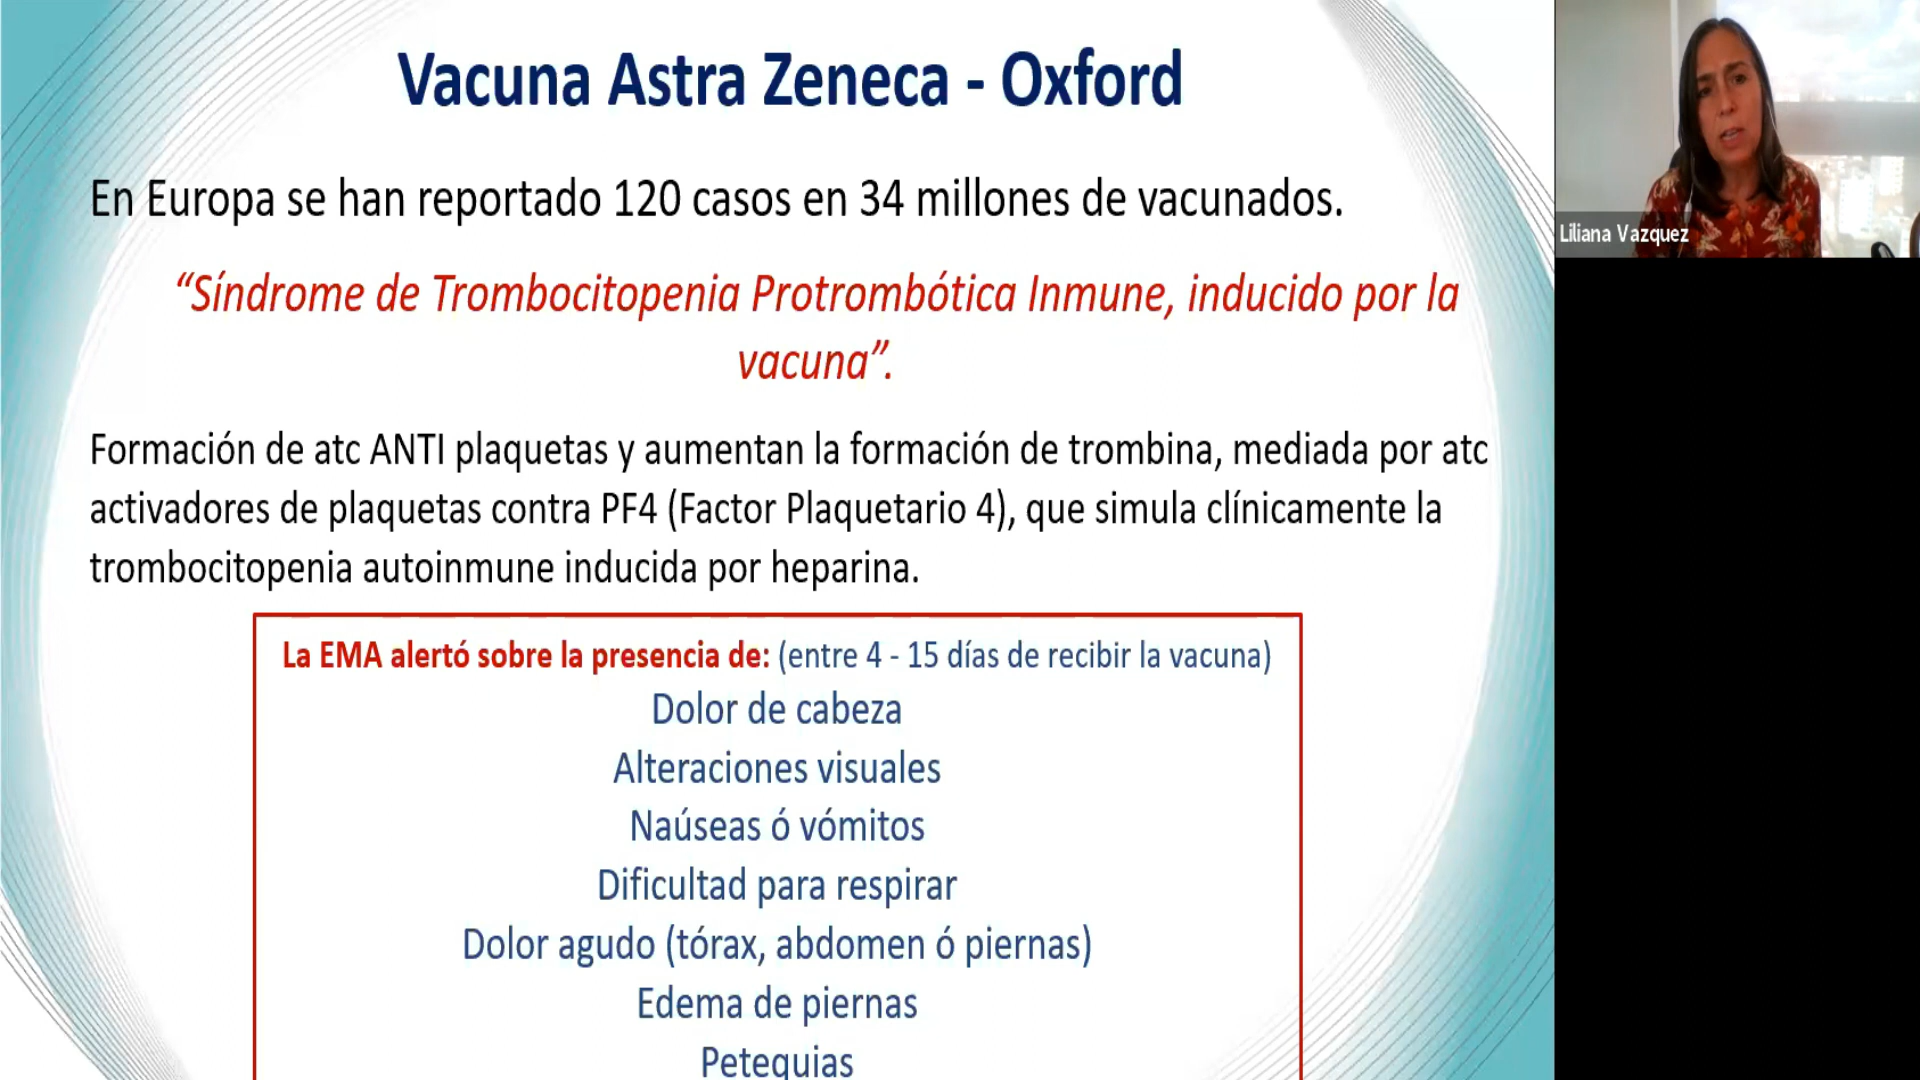 Vacuna Astra Zeneca - Oxford
En Europa se han reportado 120 casos en 34 millones de vacunados.
“Síndrome de Trombocitopenia Protrombótica Inmune, inducido por la
vacuna”.
Formación de atc ANTI plaquetas y aumentan la formación de trombina, mediada por atc
activadores de plaquetas contra PF4 (Factor Plaquetario 4), que simula clínicamente la
trombocitopenia autoinmune inducida por heparina.
La EMA alertó sobre la presencia de: (entre 4 - 15 días de recibir la vacuna)
Dolor de cabeza
Alteraciones visuales
Naúseas ó vómitos
Dificultad para respirar
Dolor agudo (tórax, abdomen ó piernas)
Edema de piernas
Petequias
Liliana Vazquez